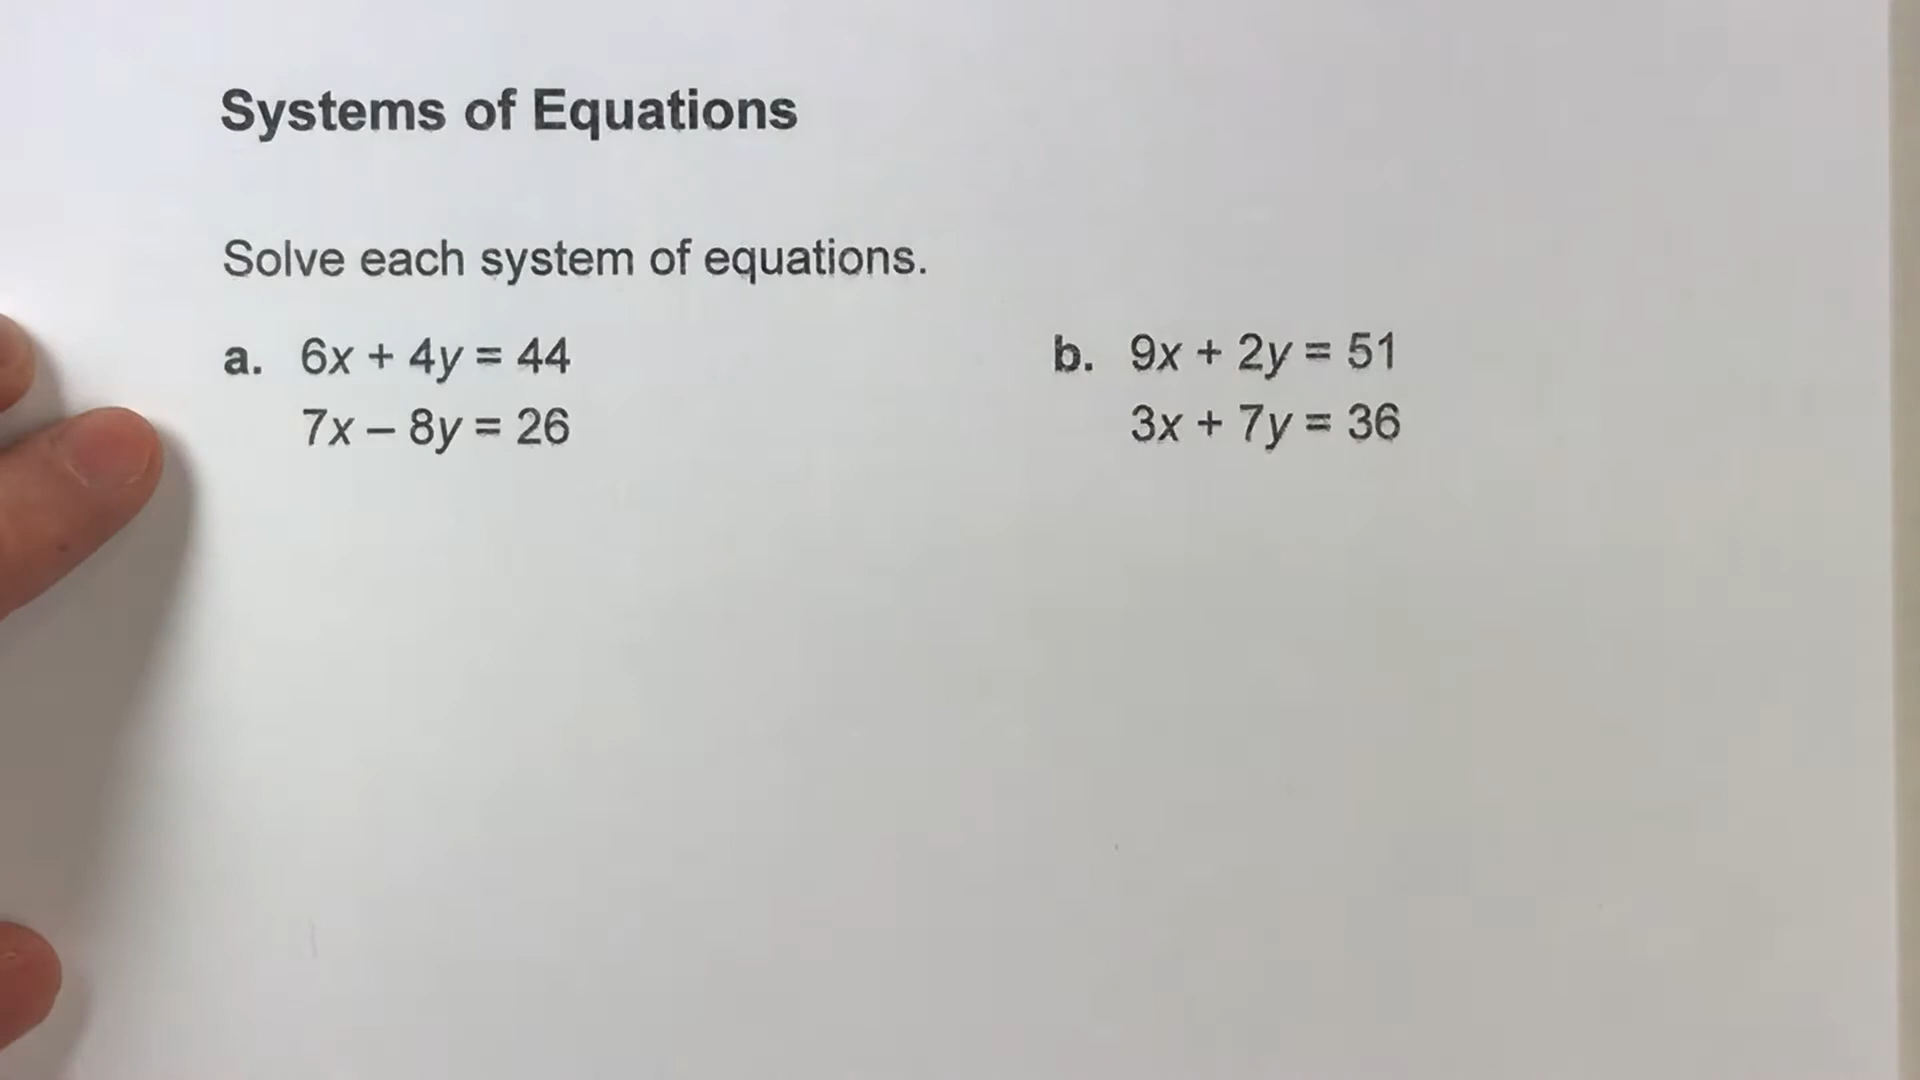 Systems of Equations
Solve each system of equations.
a. 6x + 4y = 44
7x – 8y = 26
b. 9x + 2y = 51
3x + 7y = 36